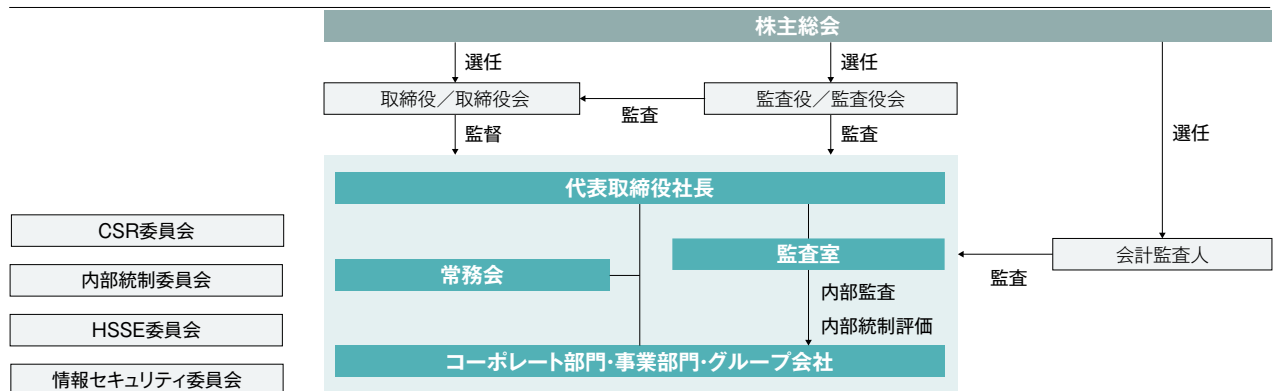 株主総会
選任
選任
選任
取締役／取締役会
監査
監査役／監査役会
監督
監査
代表取締役社長
CSR委員会
内部統制委員会
HSSE委員会
情報セキュリティ委員会
常務会
監査室
監査
会計監査人
内部監査
内部統制評価
コーポレート部門・事業部門・グループ会社